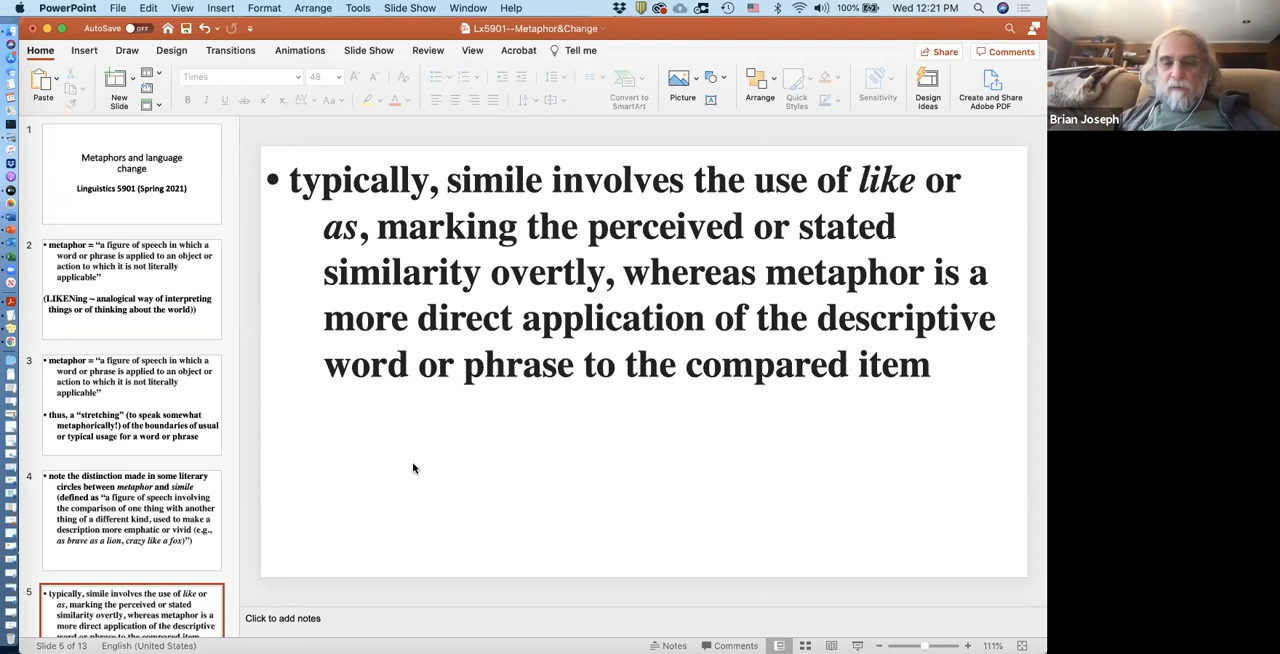 PowerPoint File Edit View Insert Format Arrange Tools Slide Show Window Help 100% Wed 12:21 PM
AutoSave OFF Lx5901--Metaphor&Change
Home Insert Draw Design Transitions Animations Slide Show Review View Acrobat Tell me Share Comments
Times 48
Paste New Slide Convert to SmartArt Picture Arrange Quick Styles Sensitivity Design Ideas Create and Share Adobe PDF
Brian Joseph
1
Metaphors and language
change
Linguistics 5901 (Spring 2021)
2
• metaphor = “a figure of speech in which a
word or phrase is applied to an object or
action to which it is not literally
applicable”
(LIKENing ~ analogical way of interpreting
things or of thinking about the world))
3
• metaphor = “a figure of speech in which a
word or phrase is applied to an object or
action to which it is not literally
applicable”
• thus, a “stretching” (to speak somewhat
metaphorically!) of the boundaries of usual
or typical usage for a word or phrase
4
• note the distinction made in some literary
circles between metaphor and simile
(defined as “a figure of speech involving
the comparison of one thing with another
thing of a different kind, used to make a
description more emphatic or vivid (e.g.,
as brave as a lion, crazy like a fox)”)
5
• typically, simile involves the use of like or
as, marking the perceived or stated
similarity overtly, whereas metaphor is a
more direct application of the descriptive
word or phrase to the compared item
• typically, simile involves the use of like or
as, marking the perceived or stated
similarity overtly, whereas metaphor is a
more direct application of the descriptive
word or phrase to the compared item
Click to add notes
Slide 5 of 13 English (United States) Notes Comments 111%